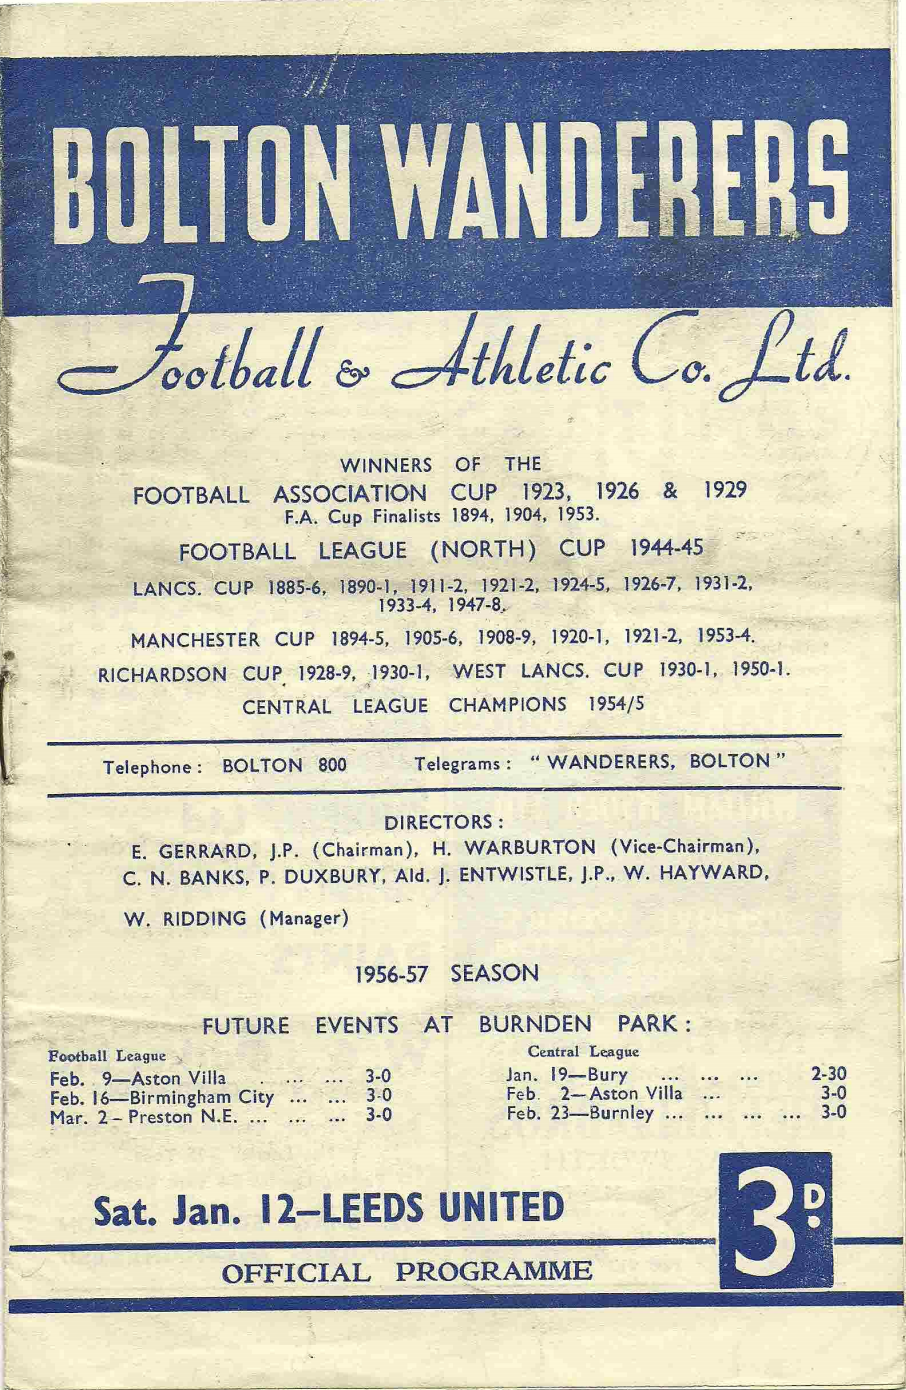 BOLTON WANDERERS
Football & Athletic Co. Ltd.
WINNERS OF THE
FOOTBALL ASSOCIATION CUP 1923, 1926 & 1929
F.A. Cup Finalists 1894, 1904, 1953.
FOOTBALL LEAGUE (NORTH) CUP 1944-45
LANCS. CUP 1885-6, 1890-1, 1911-2, 1921-2, 1924-5, 1926-7, 1931-2,
1933-4, 1947-8,
MANCHESTER CUP 1894-5, 1905-6, 1908-9, 1920-1, 1921-2, 1953-4.
RICHARDSON CUP 1928-9, 1930-1, WEST LANCS. CUP 1930-1, 1950-1.
CENTRAL LEAGUE CHAMPIONS 1954/5
Telephone: BOLTON 800 Telegrams: "WANDERERS, BOLTON"
DIRECTORS:
E. GERRARD, J.P. (Chairman), H. WARBURTON (Vice-Chairman),
C. N. BANKS, P. DUXBURY, Ald. J. ENTWISTLE, J.P., W. HAYWARD,
W. RIDDING (Manager)
1956-57 SEASON
FUTURE EVENTS AT BURNDEN PARK:
Football League
Feb. 9—Aston Villa . ... ... 3-0
Feb. 16—Birmingham City ... ... 3-0
Mar. 2–Preston N.E. ... ... ... 3-0
Central League
Jan. 19—Bury ... ... ... 2-30
Feb. 2—Aston Villa ... 3-0
Feb. 23—Burnley ... ... ... ... 3-0
Sat. Jan. 12–LEEDS UNITED
3D.
OFFICIAL PROGRAMME